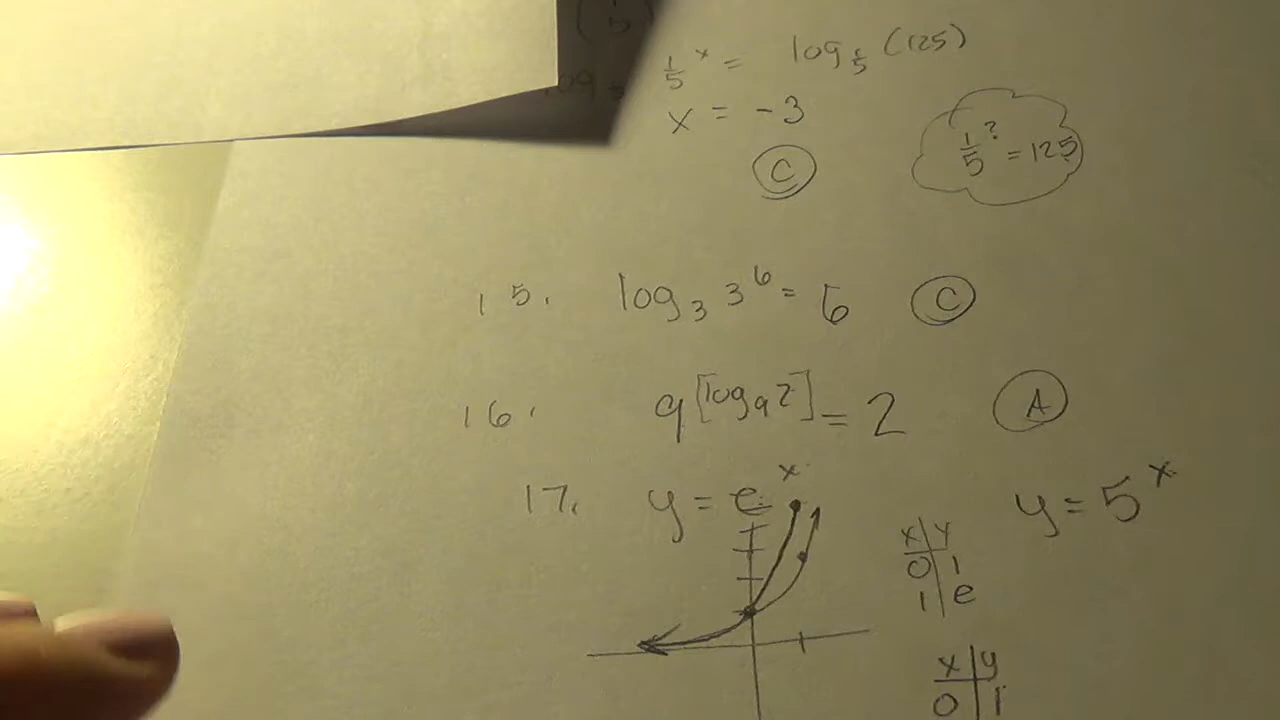 1/5^x = log_{1/5} (125)
x = -3
C
1/5^? = 125
15. log_3 3^6 = 6 C
16. 9^[log_9 2] = 2 A
17. y = e^x y = 5^x
x y
0 1
1 e
x y
0 1